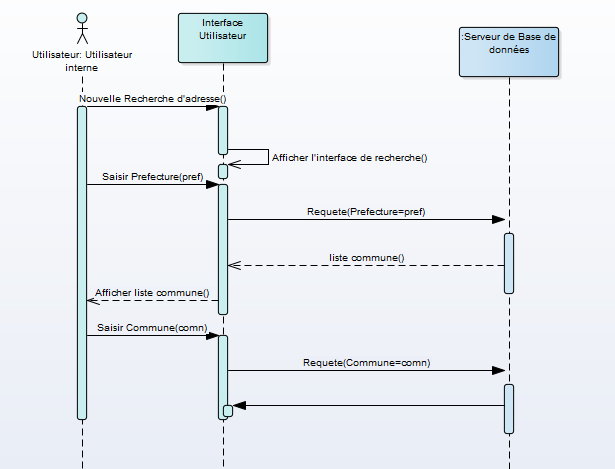 Interface
Utilisateur
:Serveur de Base de
données
Utilisateur: Utilisateur
interne
Nouvelle Recherche d'adresse()
Afficher l'interface de recherche()
Saisir Prefecture(pref)
Requete(Prefecture=pref)
liste commune()
Afficher liste commune()
Saisir Commune(comn)
Requete(Commune=comn)